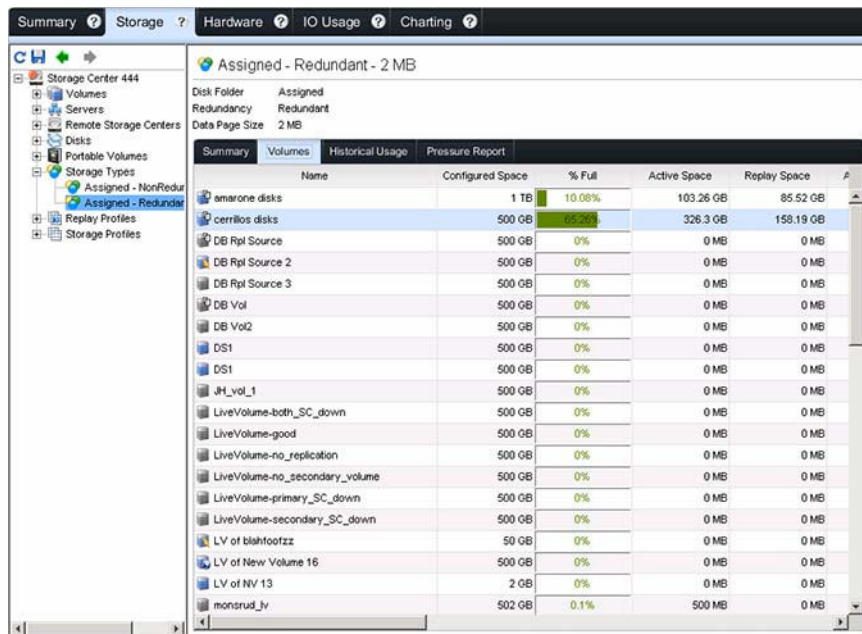 Summary ? Storage ? Hardware ? IO Usage ? Charting ?
Storage Center 444
Volumes
Servers
Remote Storage Centers
Disks
Portable Volumes
Storage Types
Assigned - NonRedur
Assigned - Redundar
Replay Profiles
Storage Profiles
Assigned - Redundant - 2 MB
Disk Folder Assigned
Redundancy Redundant
Data Page Size 2 MB
Summary Volumes Historical Usage Pressure Report
Name Configured Space % Full Active Space Replay Space A
amarone disks 1 TB 10.08% 103.26 GB 85.52 GB
cerrillos disks 500 GB 65.26% 326.3 GB 158.19 GB
DB Rpl Source 500 GB 0% 0 MB 0 MB
DB Rpl Source 2 500 GB 0% 0 MB 0 MB
DB Rpl Source 3 500 GB 0% 0 MB 0 MB
DB Vol 500 GB 0% 0 MB 0 MB
DB Vol2 500 GB 0% 0 MB 0 MB
DS1 500 GB 0% 0 MB 0 MB
DS1 500 GB 0% 0 MB 0 MB
JH_vol_1 500 GB 0% 0 MB 0 MB
LiveVolume-both_SC_down 500 GB 0% 0 MB 0 MB
LiveVolume-good 500 GB 0% 0 MB 0 MB
LiveVolume-no_replication 500 GB 0% 0 MB 0 MB
LiveVolume-no_secondary_volume 500 GB 0% 0 MB 0 MB
LiveVolume-primary_SC_down 500 GB 0% 0 MB 0 MB
LiveVolume-secondary_SC_down 500 GB 0% 0 MB 0 MB
LV of blahfoofzz 50 GB 0% 0 MB 0 MB
LV of New Volume 16 500 GB 0% 0 MB 0 MB
LV of NV 13 2 GB 0% 0 MB 0 MB
monsrud_lv 502 GB 0.1% 500 MB 0 MB